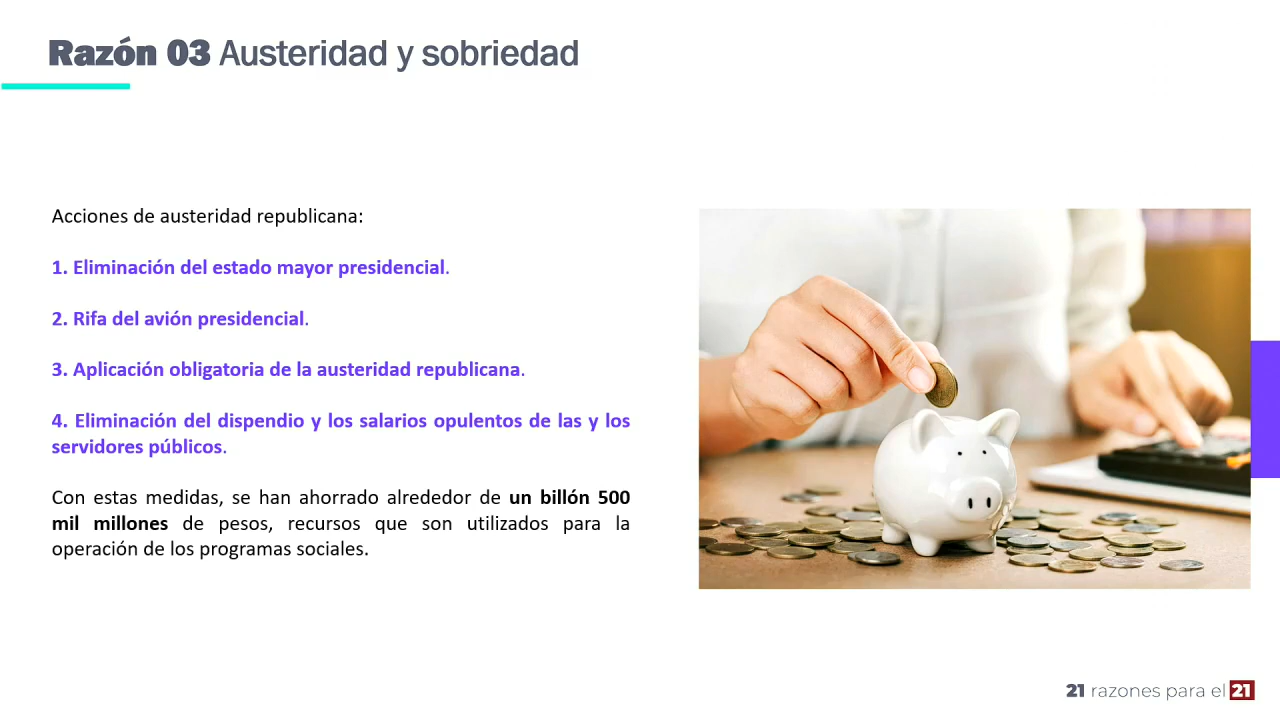 Razón 03 Austeridad y sobriedad
Acciones de austeridad republicana:
1. Eliminación del estado mayor presidencial.
2. Rifa del avión presidencial.
3. Aplicación obligatoria de la austeridad republicana.
4. Eliminación del dispendio y los salarios opulentos de las y los
servidores públicos.
Con estas medidas, se han ahorrado alrededor de un billón 500
mil millones de pesos, recursos que son utilizados para la
operación de los programas sociales.
21 razones para el 21